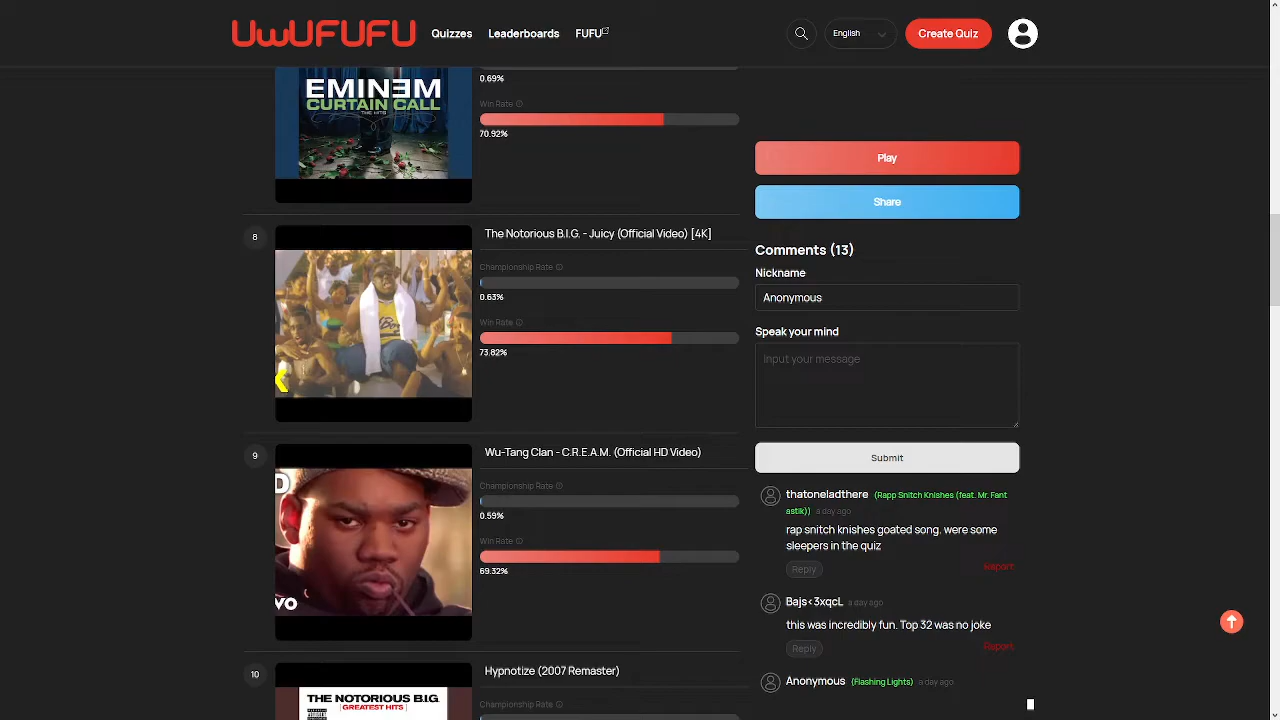 UwUFUFU
Quizzes
Leaderboards
FUFU
English
Create Quiz
EMINEM
CURTAIN CALL
THE HITS
0.69%
Win Rate
70.92%
8
The Notorious B.I.G. - Juicy (Official Video) [4K]
Championship Rate
0.63%
Win Rate
73.82%
9
Wu-Tang Clan - C.R.E.A.M. (Official HD Video)
Championship Rate
0.59%
Win Rate
69.32%
D
VO
10
Hypnotize (2007 Remaster)
Championship Rate
THE NOTORIOUS B.I.G.
GREATEST HITS
Play
Share
Comments (13)
Nickname
Anonymous
Speak your mind
Input your message
Submit
thatoneladthere (Rapp Snitch Knishes (feat. Mr. Fant
astik)) a day ago
rap snitch knishes goated song, were some
sleepers in the quiz
Reply
Report
Bajs<3xqcL a day ago
this was incredibly fun. Top 32 was no joke
Reply
Report
Anonymous (Flashing Lights) a day ago